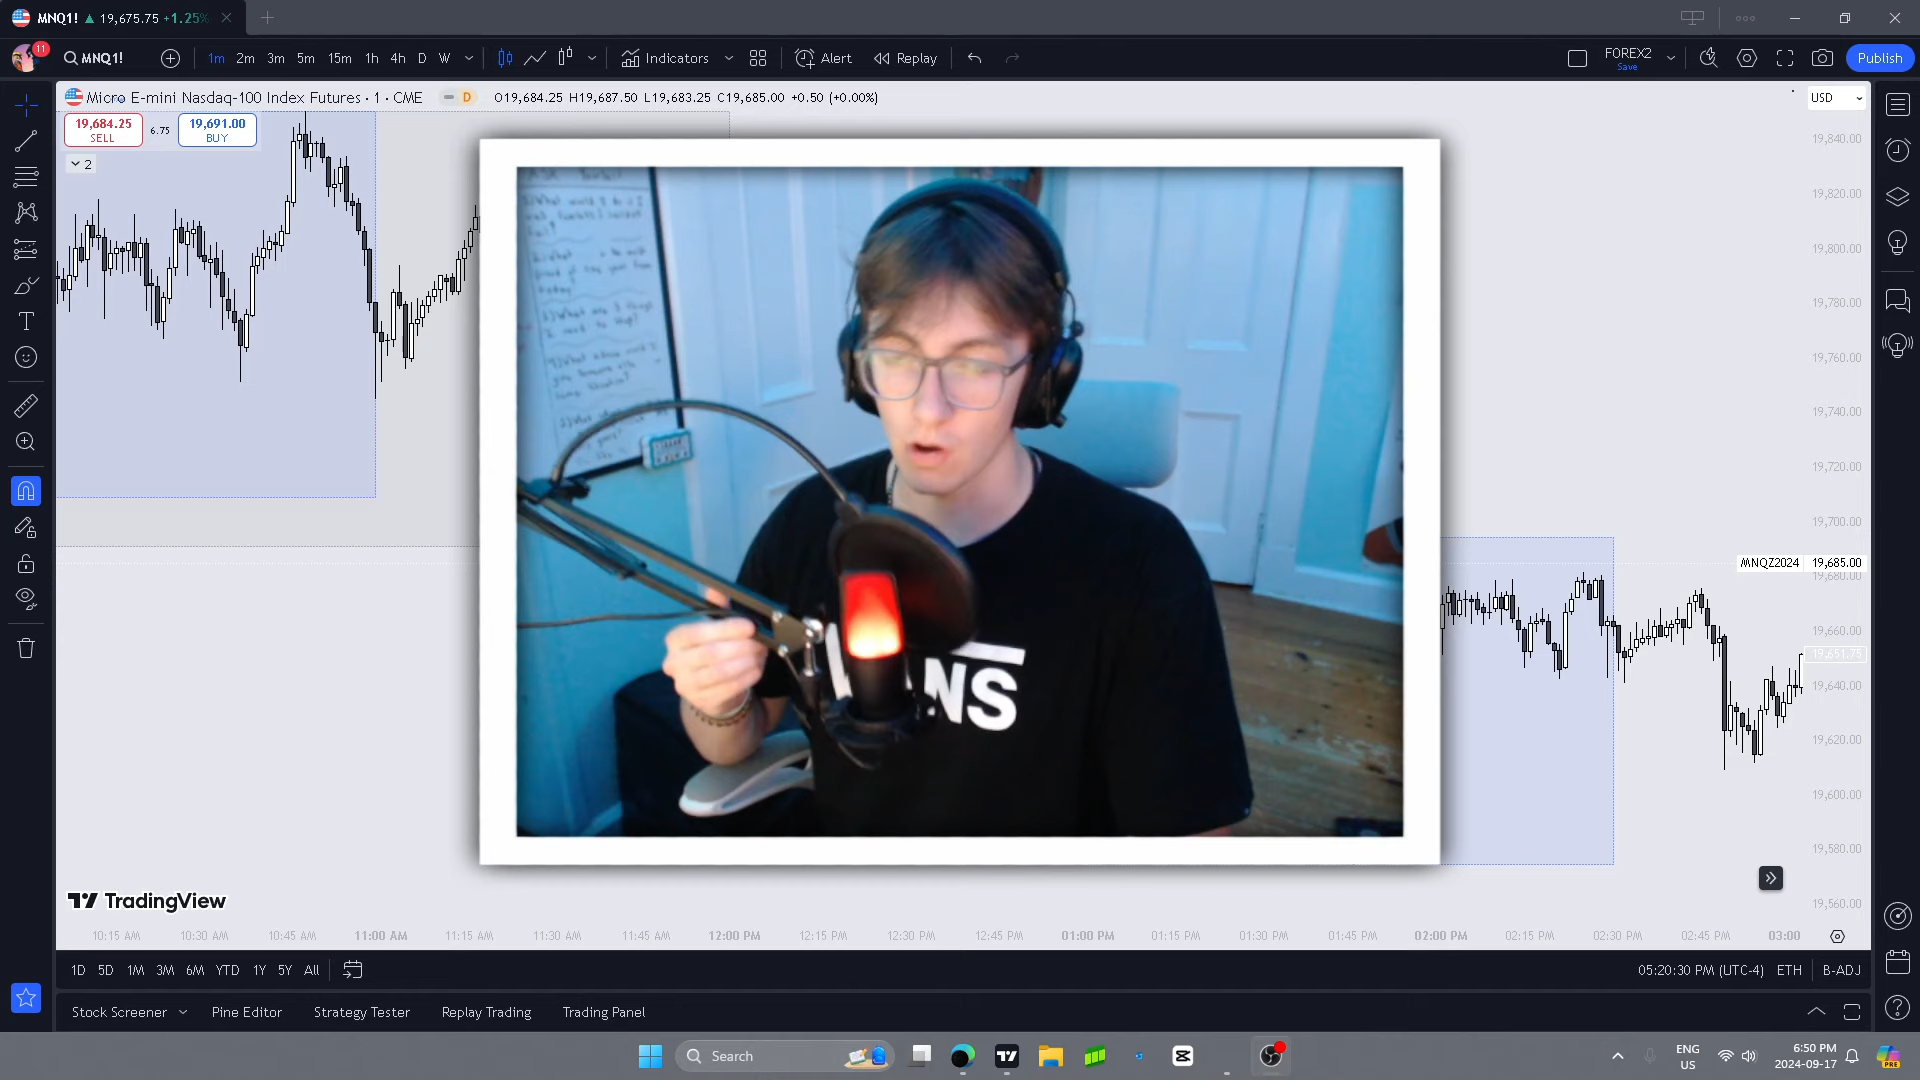 MNQ1! ▲ 19,675.75 +1.25%
11 MNQ1! 1m 2m 3m 5m 15m 1h 4h D W Indicators Alert Replay FOREX2 Save Publish
Micro E-mini Nasdaq-100 Index Futures · 1 · CME D O19,684.25 H19,687.50 L19,683.25 C19,685.00 +0.50 (+0.00%) USD
19,684.25 SELL 6.75 19,691.00 BUY
2
19,840.00
19,820.00
19,800.00
19,780.00
19,760.00
19,740.00
19,720.00
19,700.00
MNQZ2024 19,685.00
19,680.00
19,660.00
19,651.75
19,640.00
19,620.00
19,600.00
19,580.00
19,560.00
ANS
TradingView
10:15 AM 10:30 AM 10:45 AM 11:00 AM 11:15 AM 11:30 AM 11:45 AM 12:00 PM 12:15 PM 12:30 PM 12:45 PM 01:00 PM 01:15 PM 01:30 PM 01:45 PM 02:00 PM 02:15 PM 02:30 PM 02:45 PM 03:00
1D 5D 1M 3M 6M YTD 1Y 5Y All 05:20:30 PM (UTC-4) ETH B-ADJ
Stock Screener Pine Editor Strategy Tester Replay Trading Trading Panel
Search ENG US 6:50 PM 2024-09-17 PRE